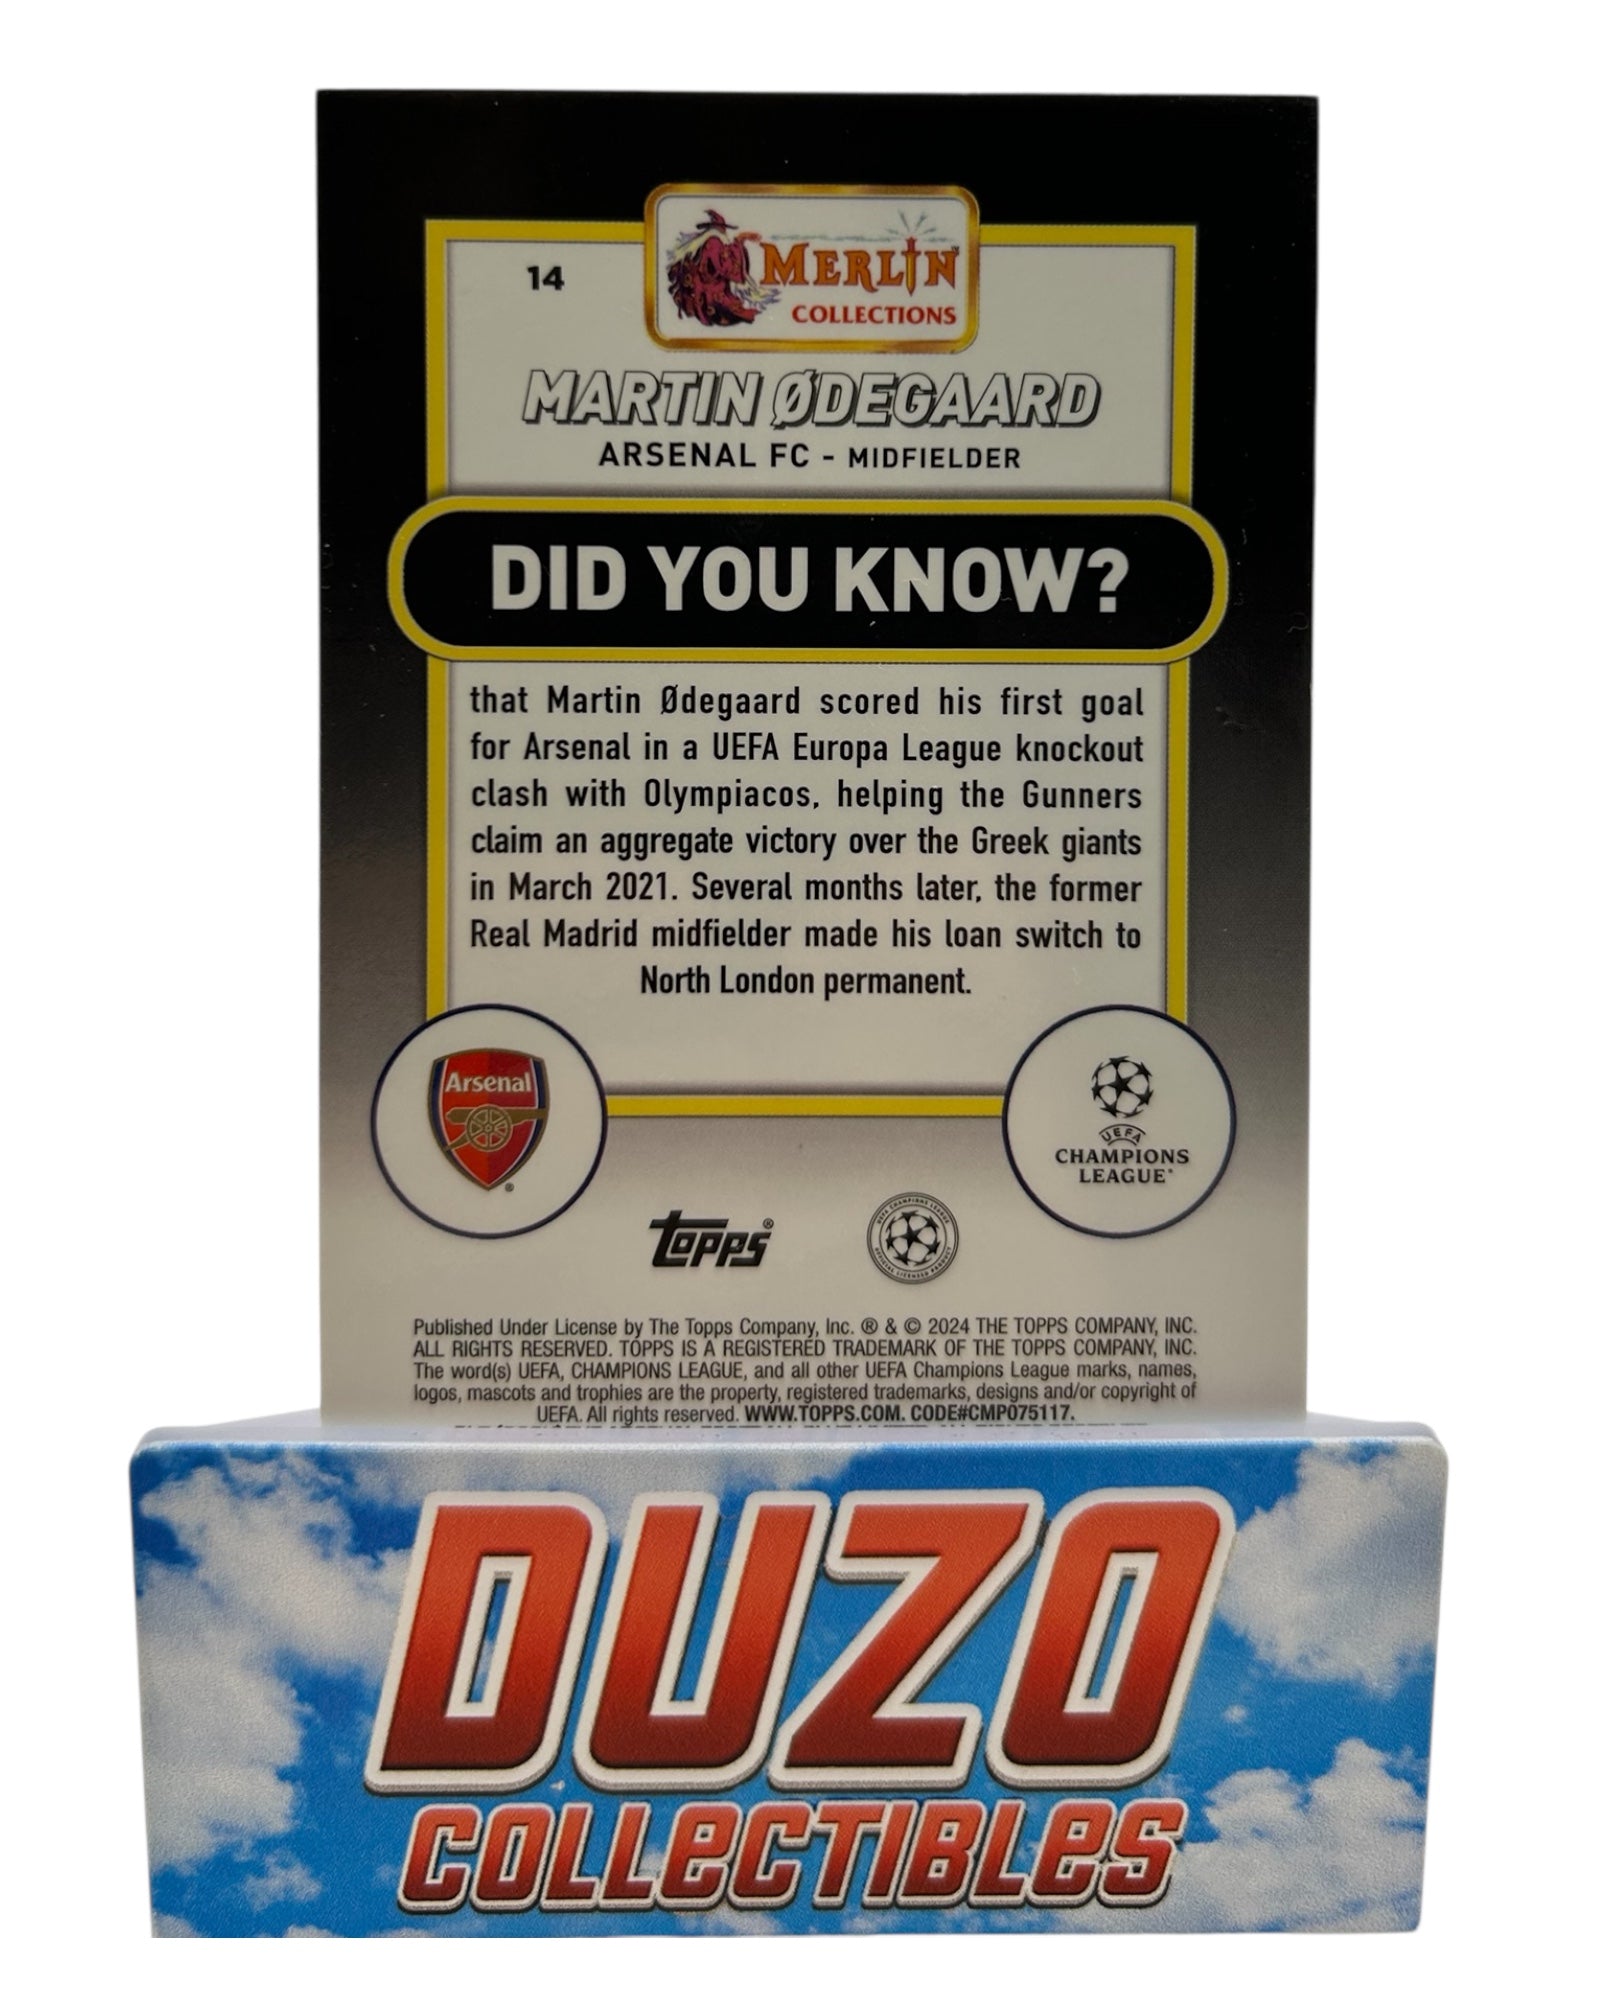 14
MERLIN
COLLECTIONS
MARTIN ØDEGAARD
ARSENAL FC - MIDFIELDER
DID YOU KNOW?
that Martin Ødegaard scored his first goal
for Arsenal in a UEFA Europa League knockout
clash with Olympiacos, helping the Gunners
claim an aggregate victory over the Greek giants
in March 2021. Several months later, the former
Real Madrid midfielder made his loan switch to
North London permanent.
Arsenal
®
UEFA
CHAMPIONS
LEAGUE®
topps®
UEFA CHAMPIONS LEAGUE
OFFICIAL LICENSED PRODUCT
Published Under License by The Topps Company, Inc. ® & © 2024 THE TOPPS COMPANY, INC.
ALL RIGHTS RESERVED. TOPPS IS A REGISTERED TRADEMARK OF THE TOPPS COMPANY, INC.
The word(s) UEFA, CHAMPIONS LEAGUE, and all other UEFA Champions League marks, names,
logos, mascots and trophies are the property, registered trademarks, designs and/or copyright of
UEFA. All rights reserved. WWW.TOPPS.COM. CODE#CMP075117.
DUZO
COLLECTIBLES